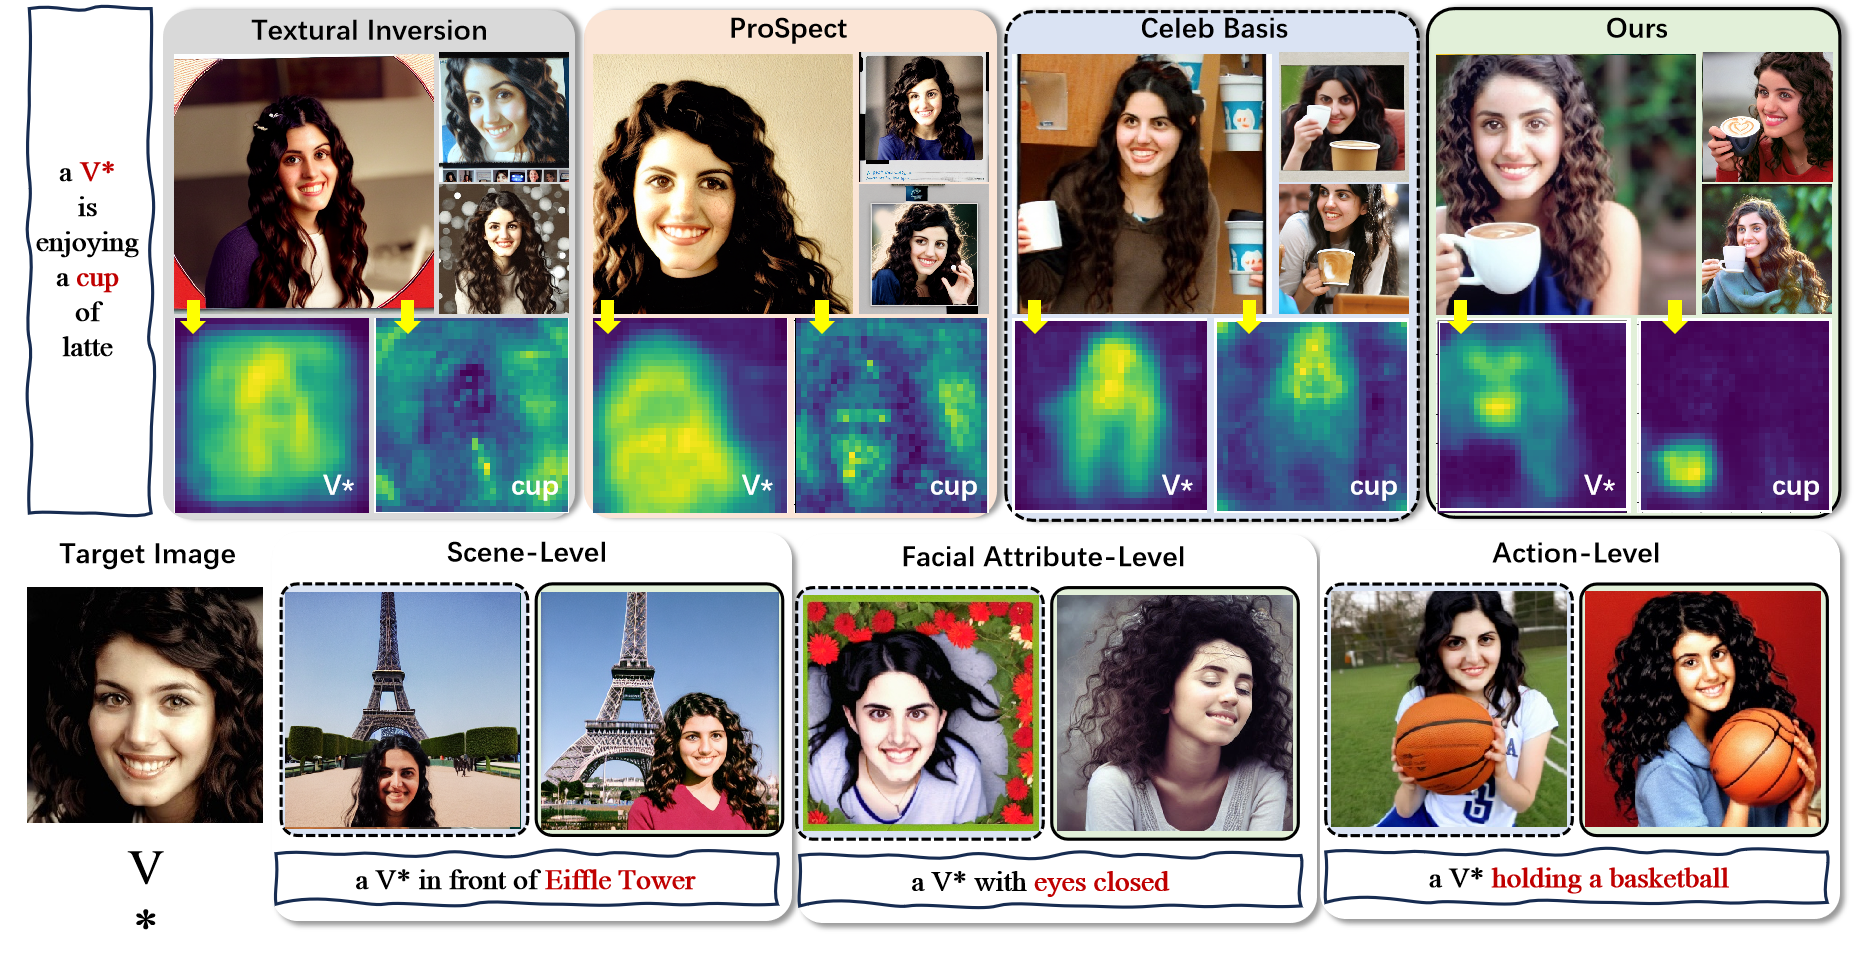 a V*
is
enjoying
a cup
of
latte
Textural Inversion
ProSpect
Celeb Basis
Ours
V*
cup
V*
cup
V*
cup
V*
cup
Target Image
V
*
Scene-Level
Facial Attribute-Level
Action-Level
a V* in front of Eiffle Tower
a V* with eyes closed
a V* holding a basketball